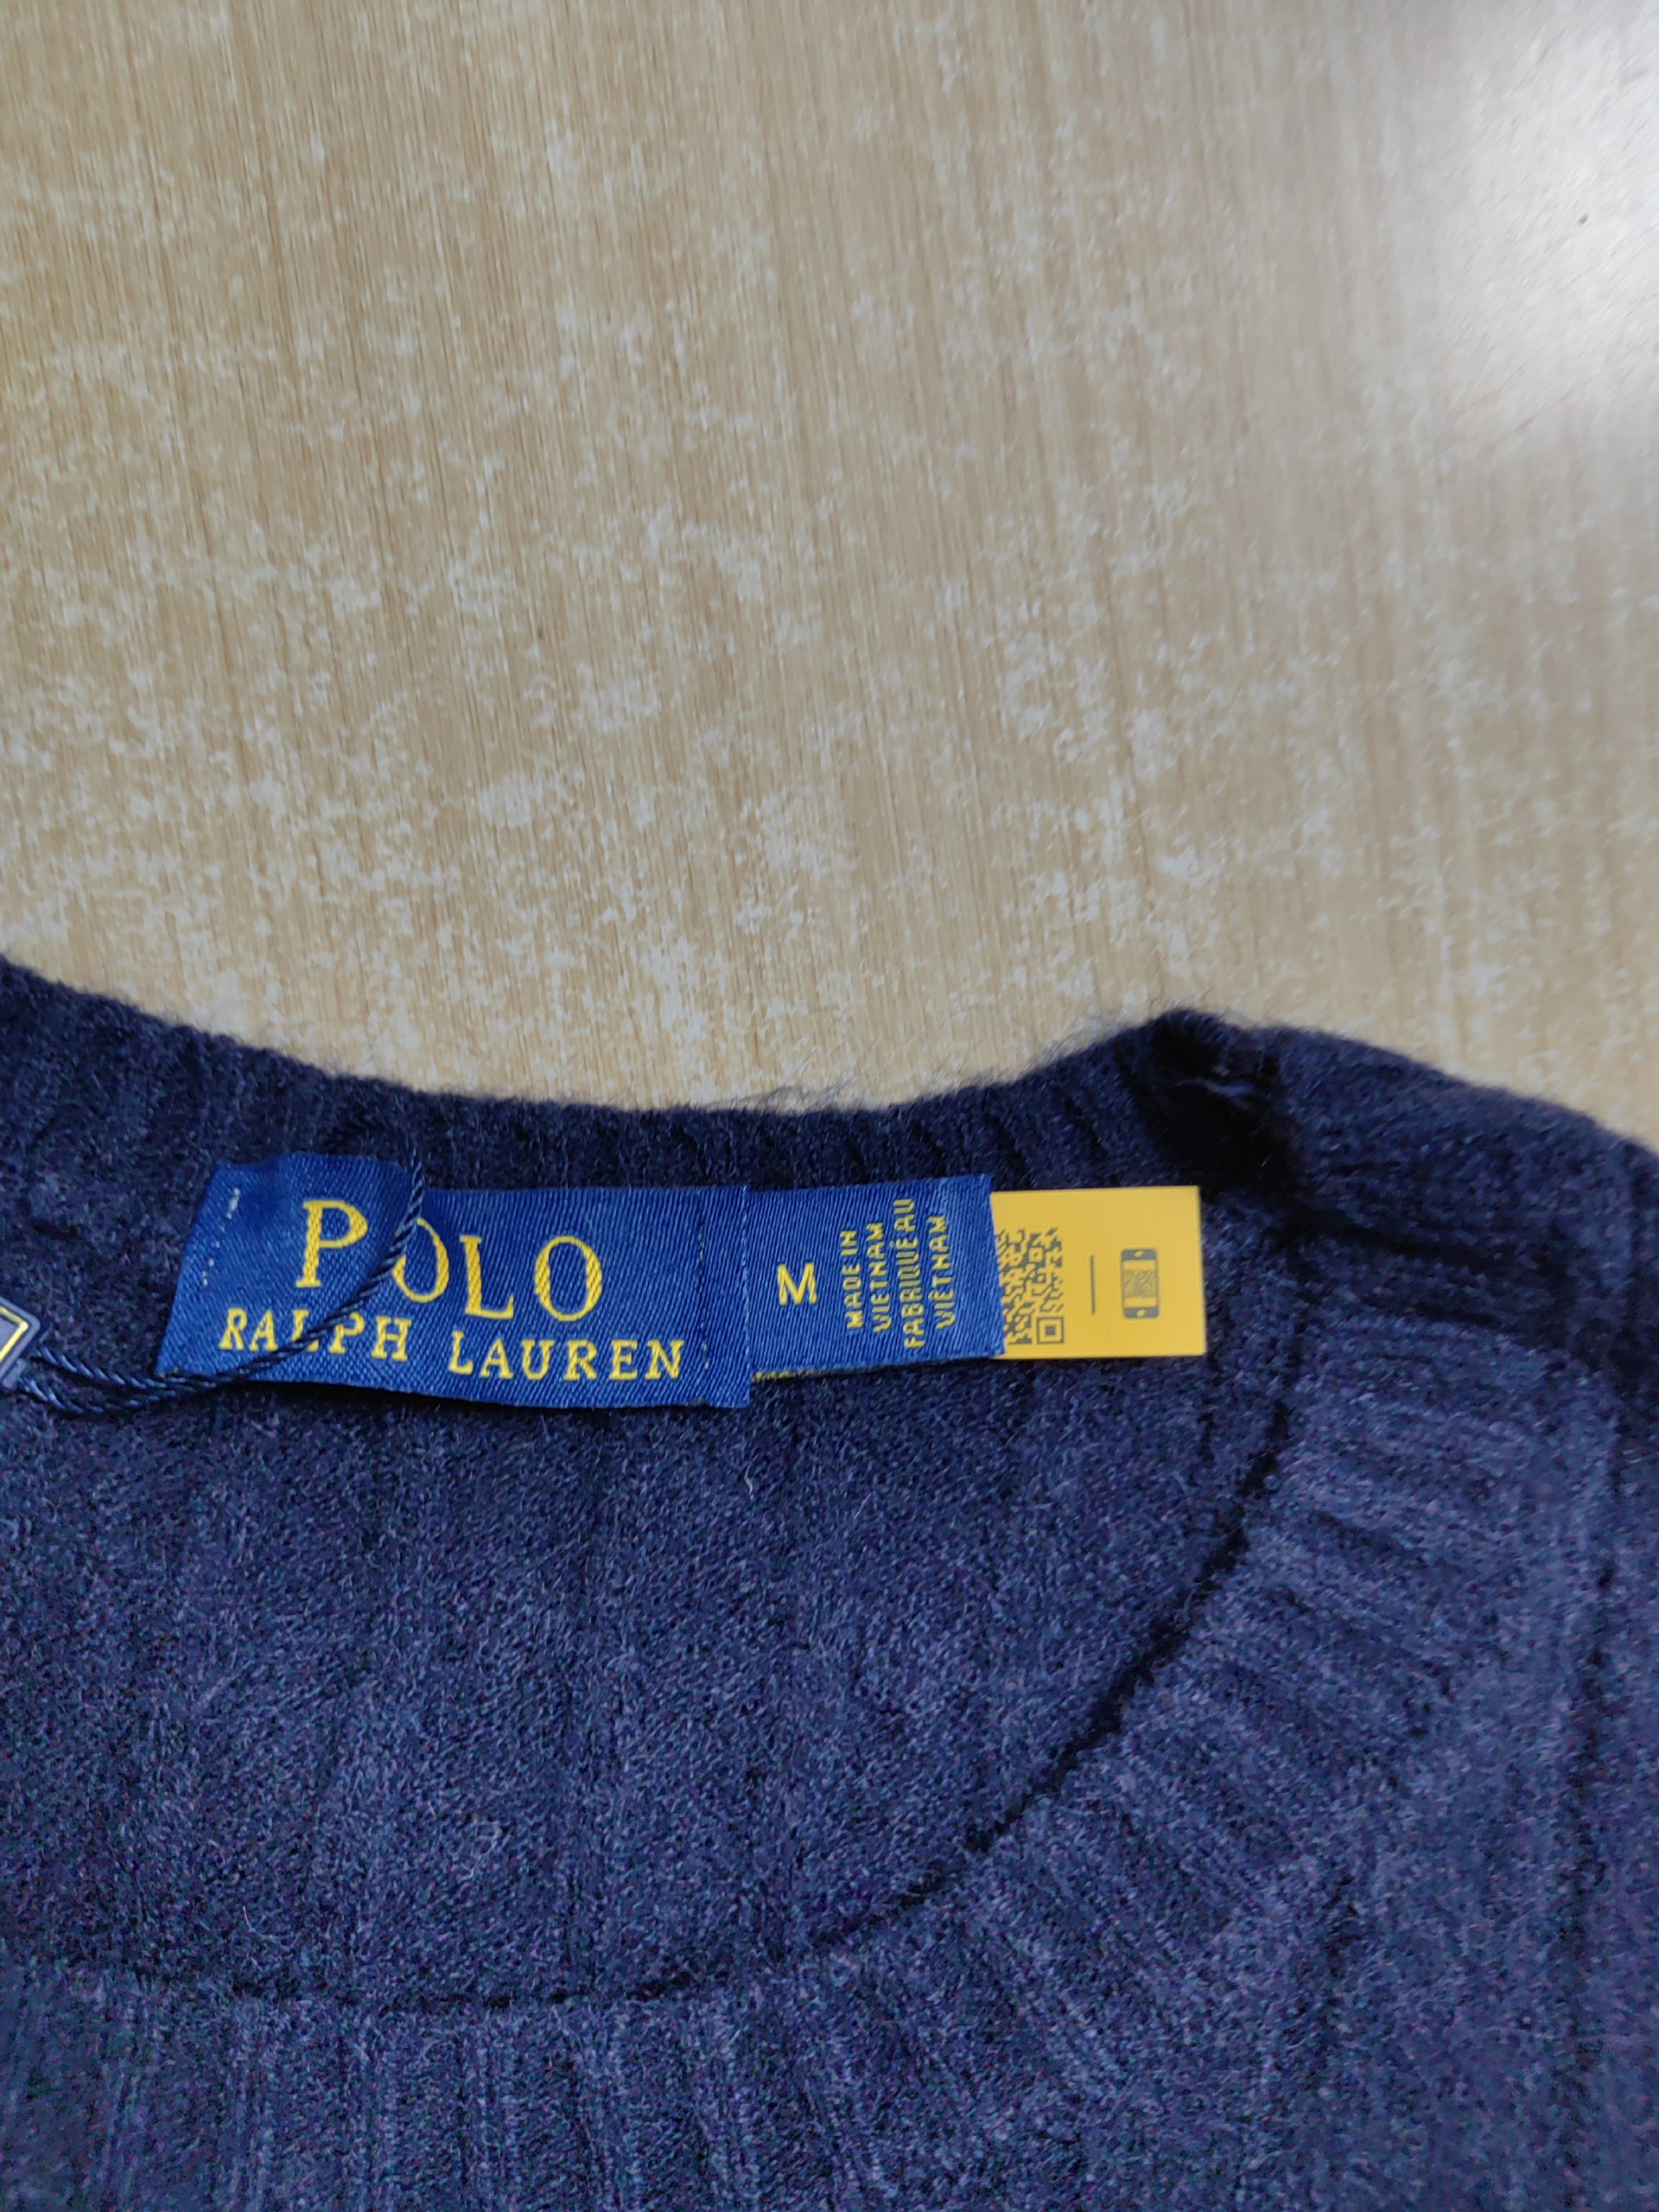 POLO
RALPH LAUREN
M
MADE IN
VIETNAM
FABRIQUÉ AU
VIÊTNAM